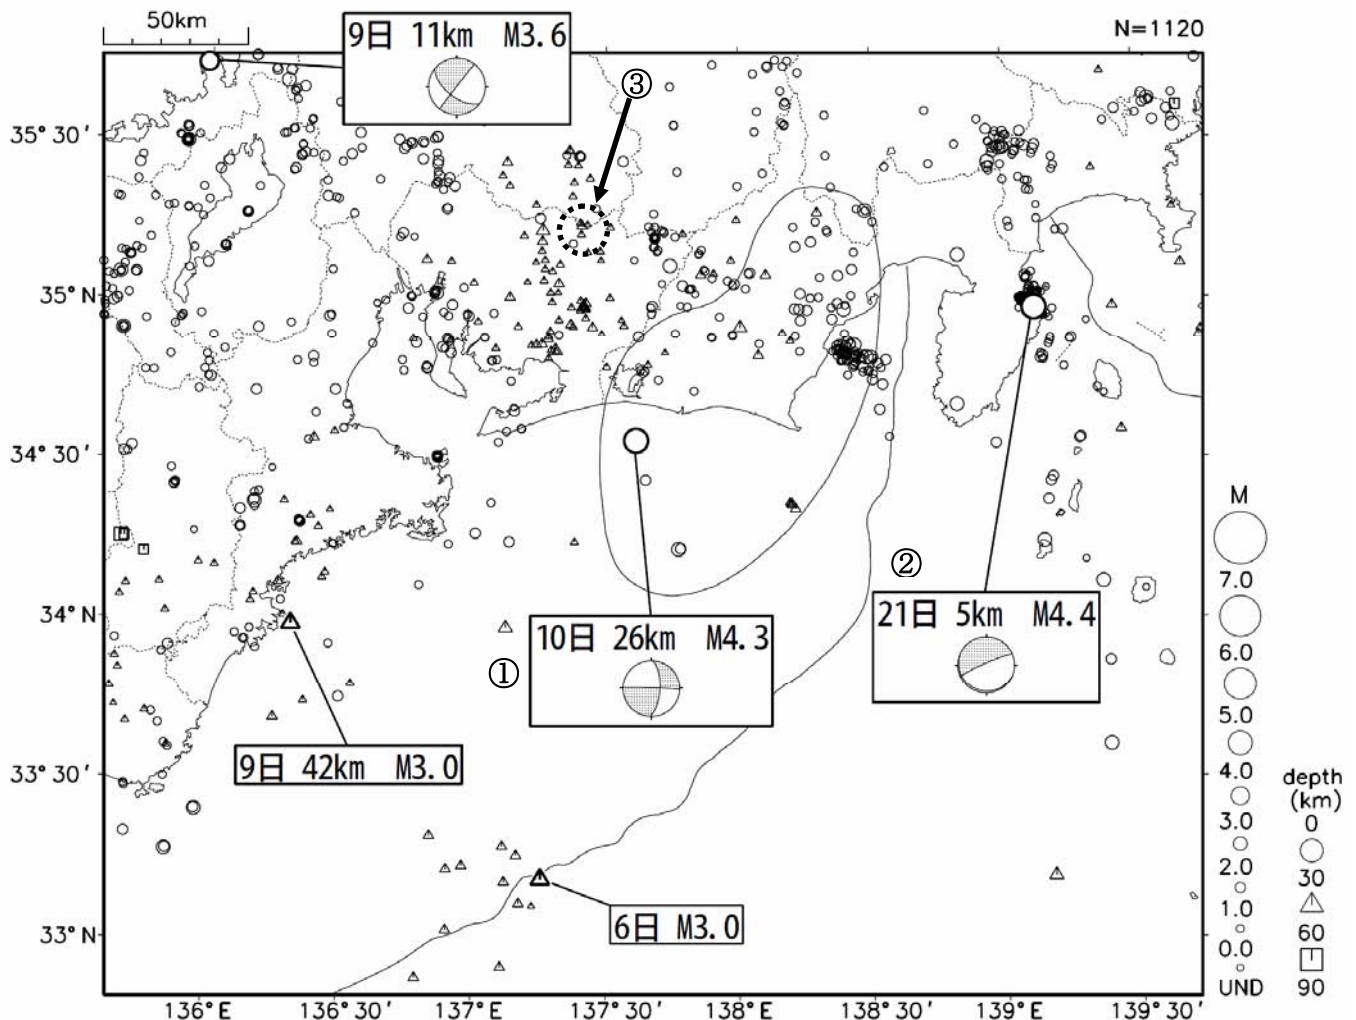 50km
N=1120
9日 11km M3.6
③
35°30′
35°N
34°30′
34°N
33°30′
33°N
①
10日 26km M4.3
②
21日 5km M4.4
9日 42km M3.0
6日 M3.0
136°E
136°30′
137°E
137°30′
138°E
138°30′
139°E
139°30′
M
7.0
6.0
5.0
4.0
3.0
2.0
1.0
0.0
UND
depth
(km)
0
30
60
90